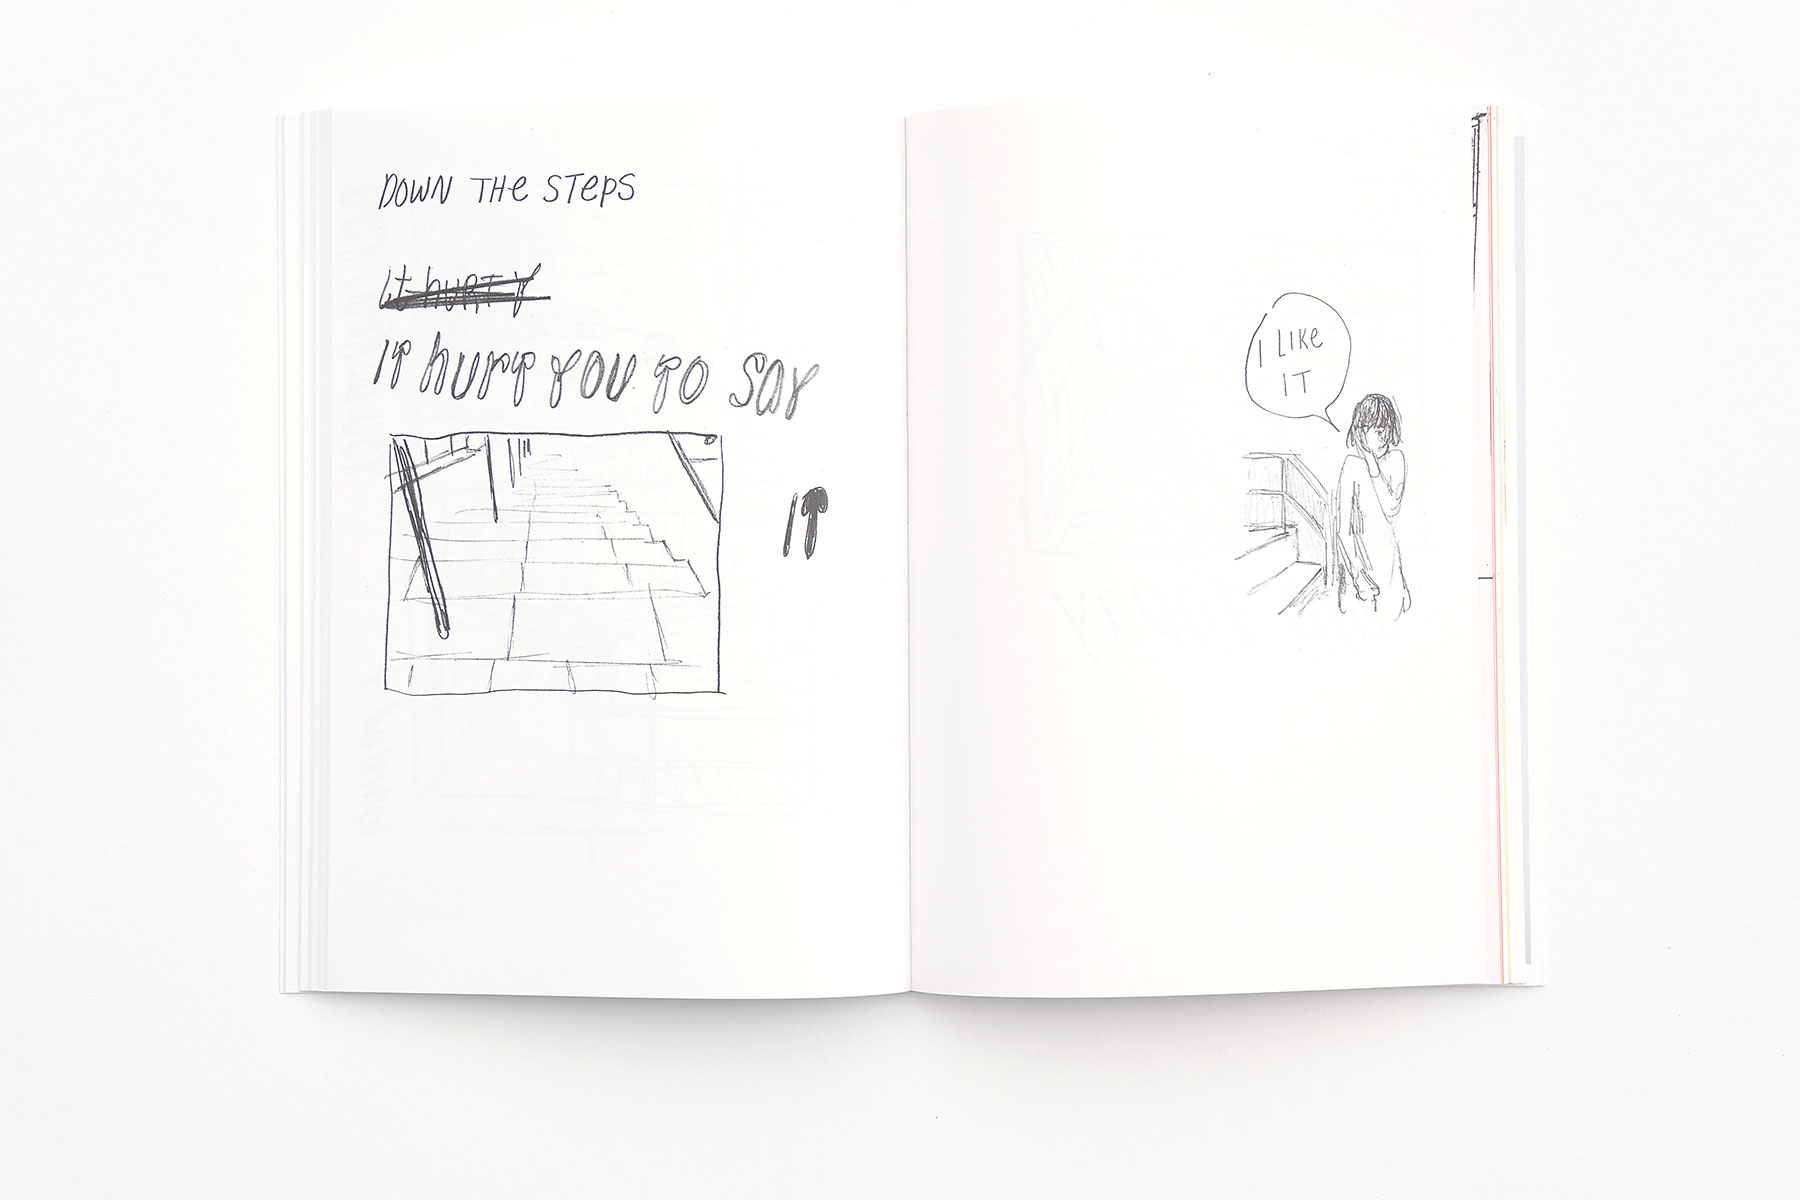 DOWN THE STEPS
It HURT Y
IT HURT YOU TO SAY
IT
I LIKE
IT